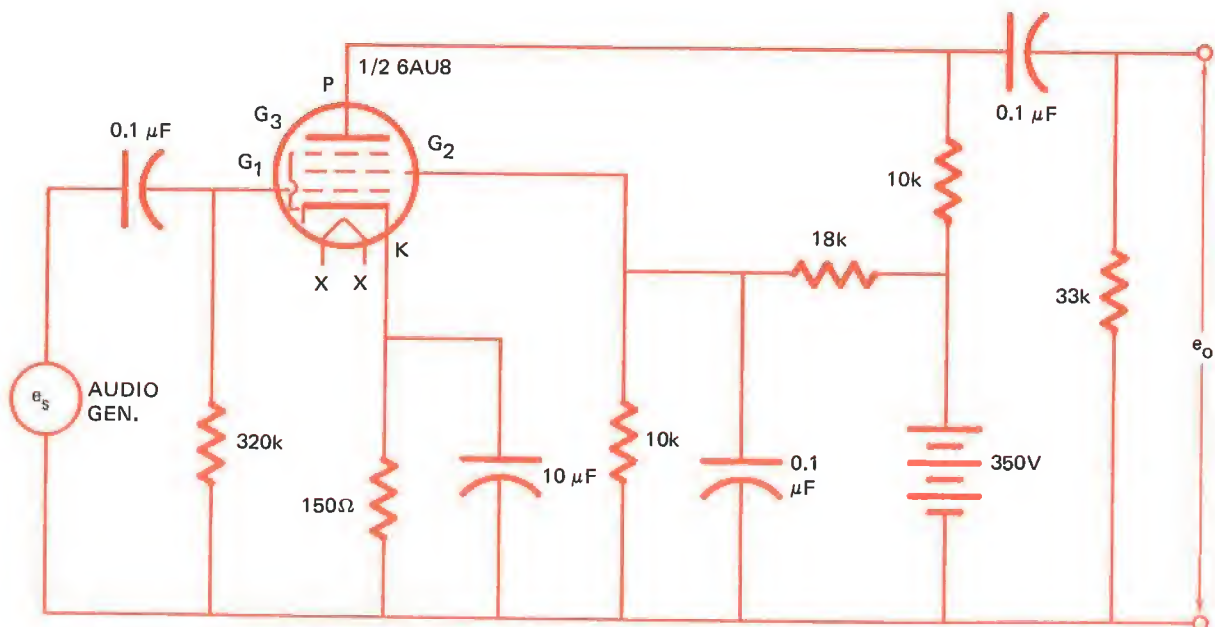 1/2 6AU8
P
G3
G1
G2
K
X X
0.1 μF
0.1 μF
10k
18k
33k
eo
es
AUDIO
GEN.
320k
150Ω
10 μF
10k
0.1
μF
350V